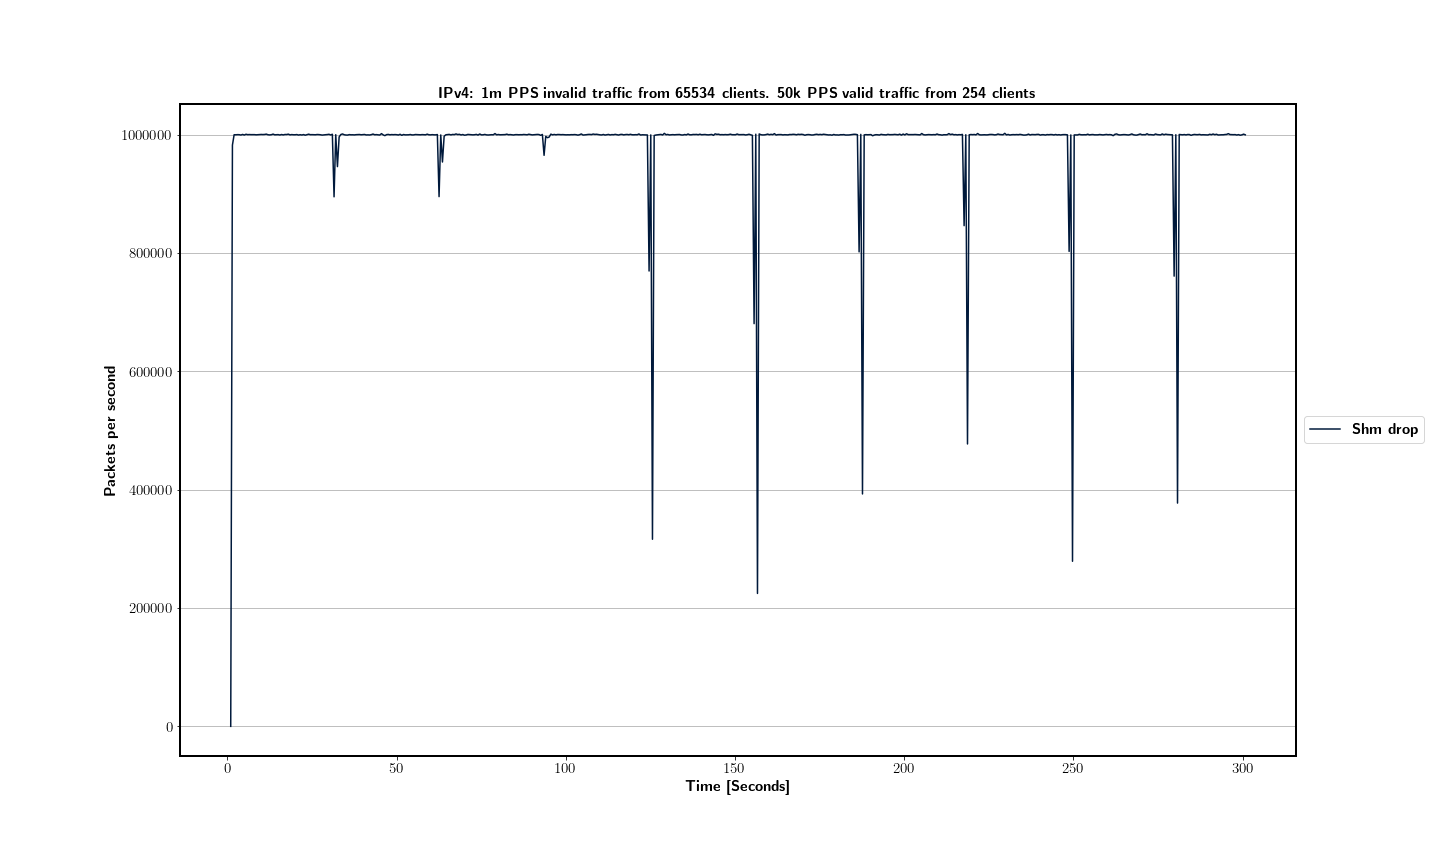 IPv4: 1m PPS invalid traffic from 65534 clients. 50k PPS valid traffic from 254 clients
1000000
800000
600000
400000
200000
0
Packets per second
Shm drop
0 50 100 150 200 250 300
Time [Seconds]